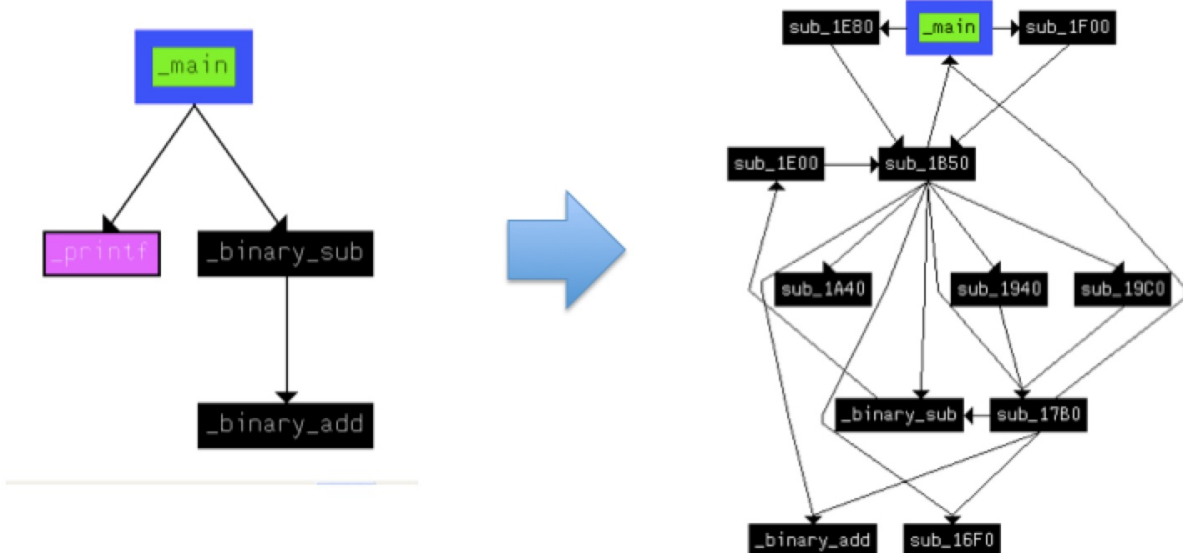 _main
_printf
_binary_sub
_binary_add
sub_1E80
_main
sub_1F00
sub_1E00
sub_1B50
sub_1A40
sub_1940
sub_19C0
_binary_sub
sub_17B0
_binary_add
sub_16F0